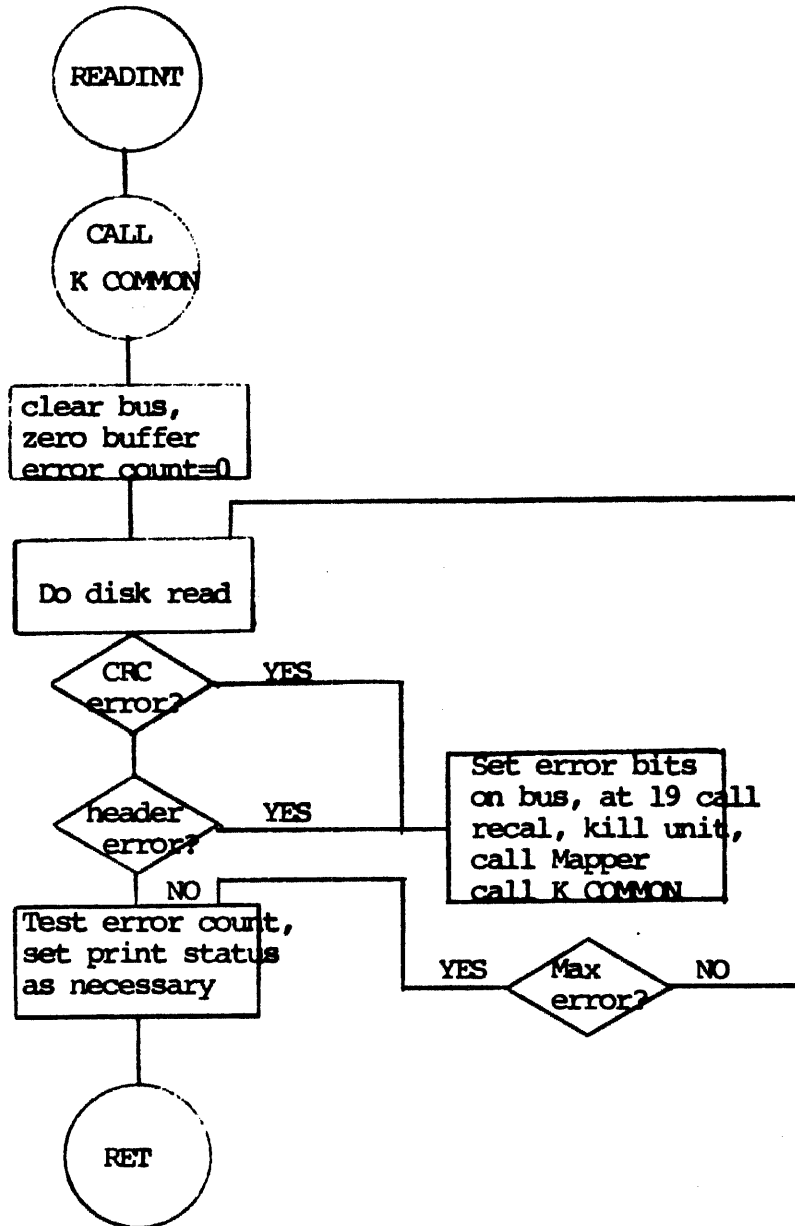 READINT
CALL
K COMMON
clear bus,
zero buffer
error count=0
Do disk read
CRC
error?
YES
header
error?
YES
Set error bits
on bus, at 19 call
recal, kill unit,
call Mapper
call K COMMON
NO
Test error count,
set print status
as necessary
YES
Max
error?
NO
RET